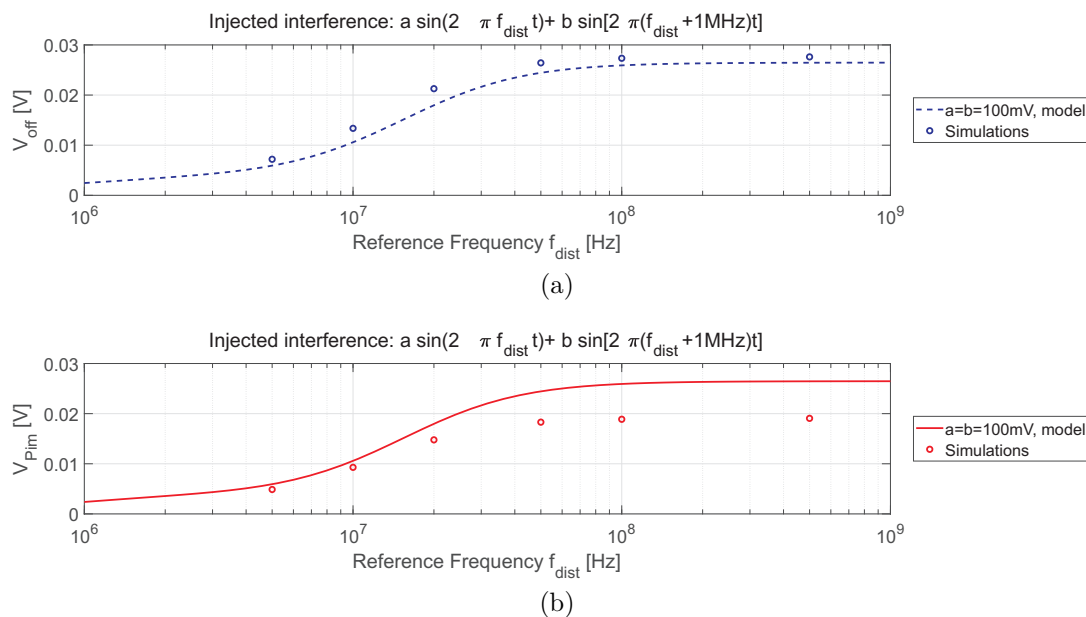 Injected interference: a sin(2 π f_dist t)+ b sin[2 π(f_dist +1MHz)t]
0.03
0.02
0.01
0
V_off [V]
10^6
10^7
10^8
10^9
Reference Frequency f_dist [Hz]
a=b=100mV, model
Simulations
(a)
Injected interference: a sin(2 π f_dist t)+ b sin[2 π(f_dist +1MHz)t]
0.03
0.02
0.01
0
V_Pim [V]
10^6
10^7
10^8
10^9
Reference Frequency f_dist [Hz]
a=b=100mV, model
Simulations
(b)